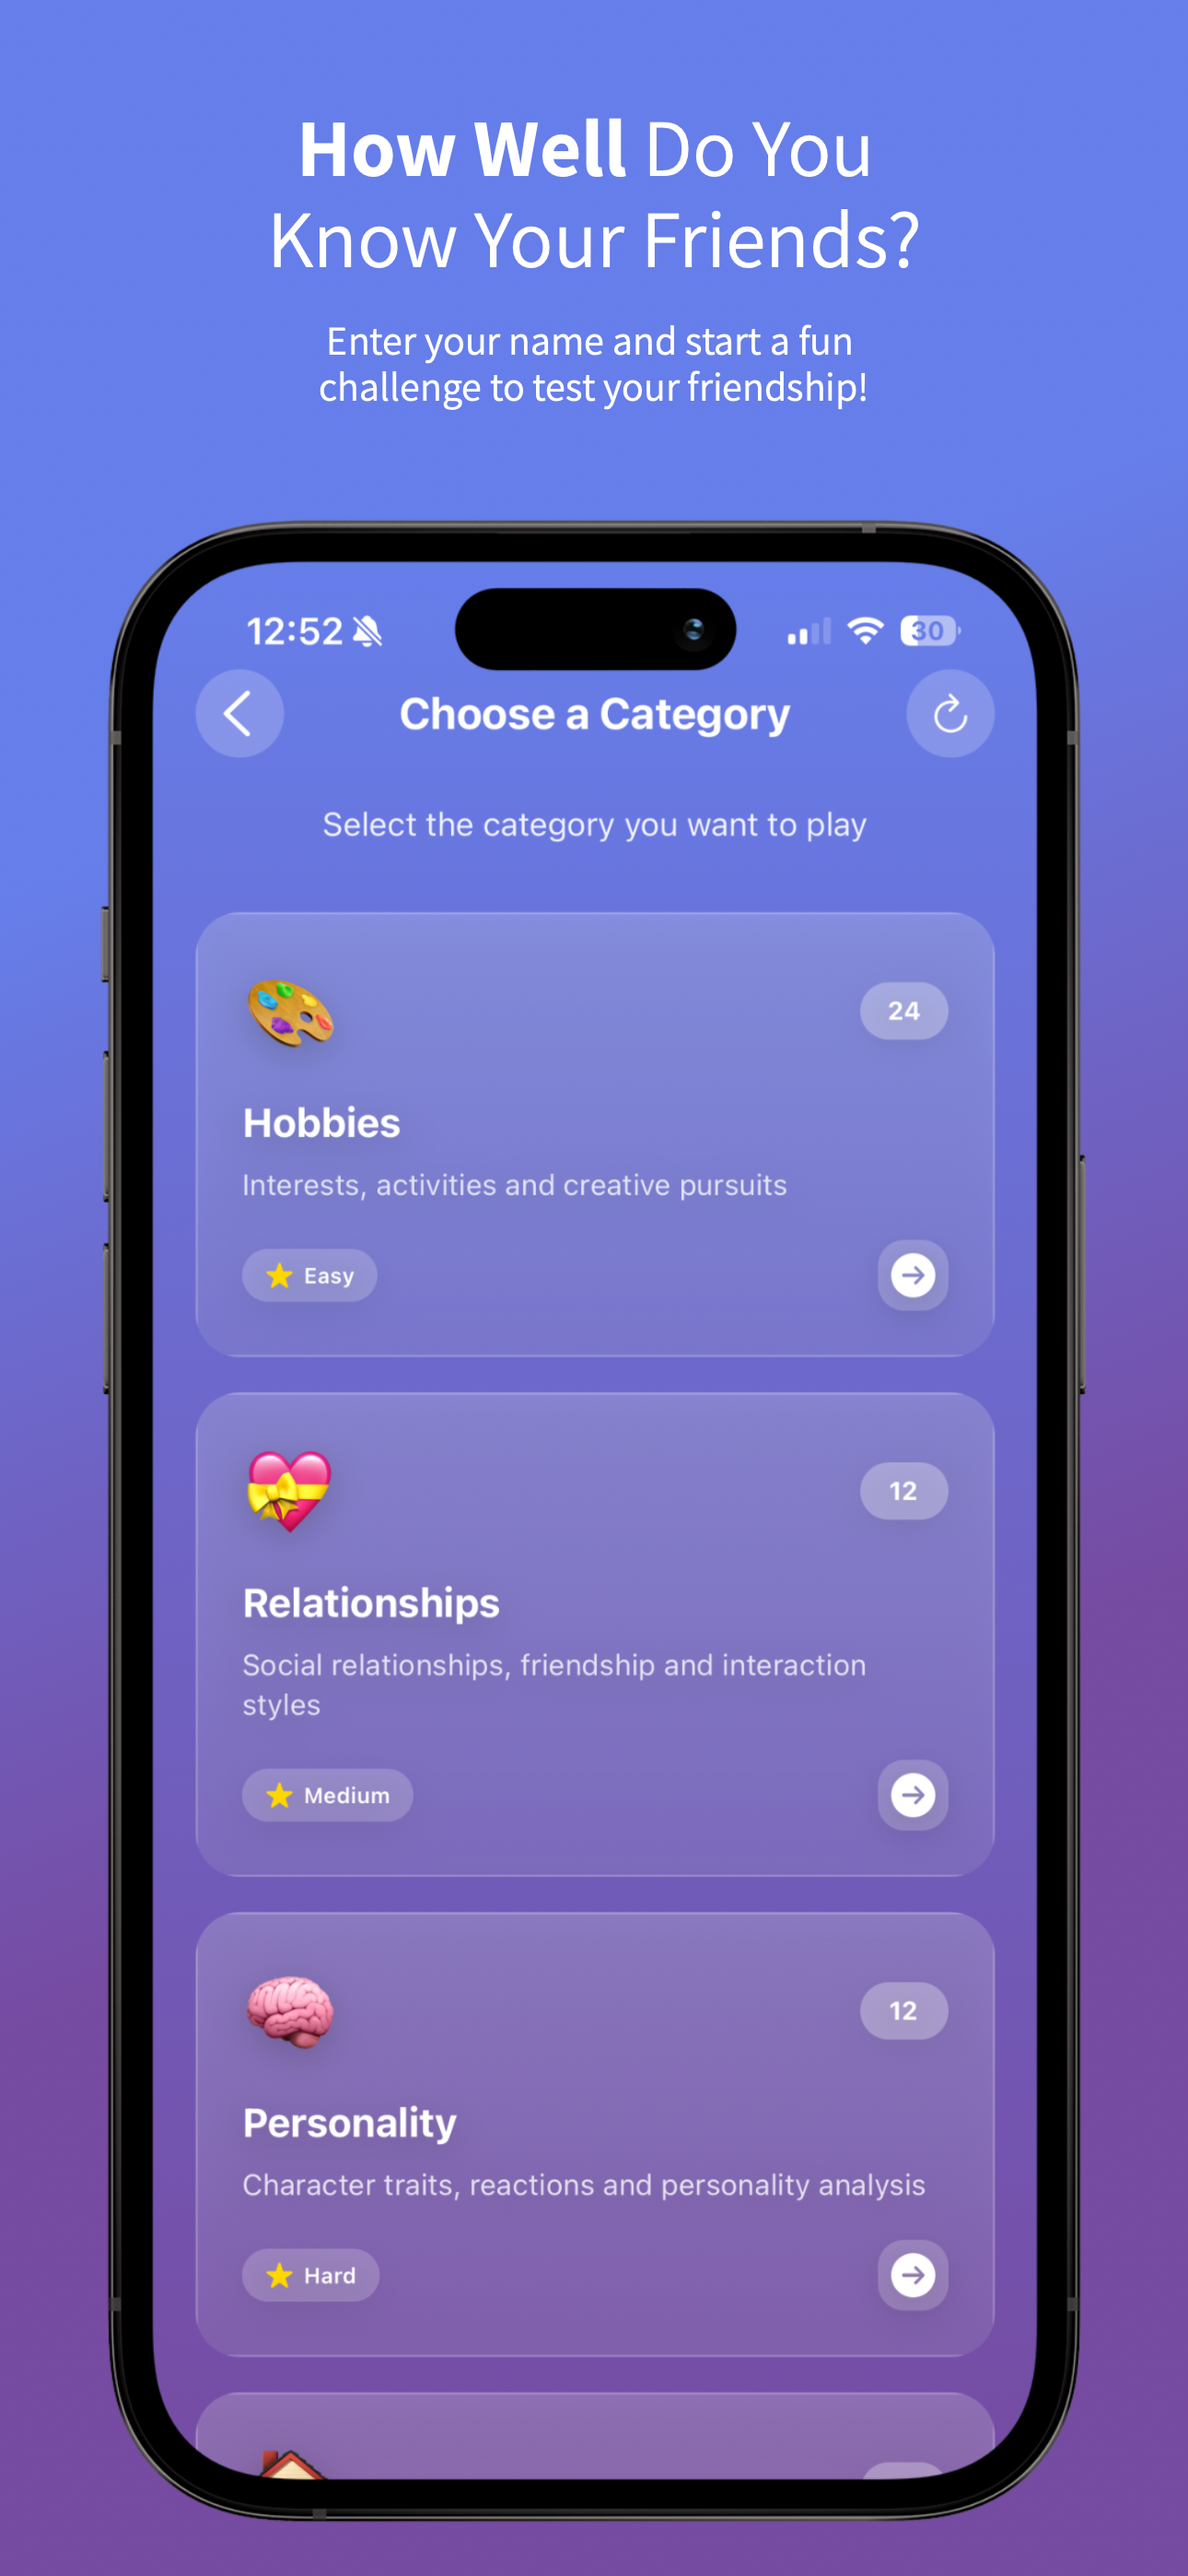 How Well Do You
Know Your Friends?
Enter your name and start a fun
challenge to test your friendship!
12:52
30
Choose a Category
Select the category you want to play
24
Hobbies
Interests, activities and creative pursuits
Easy
12
Relationships
Social relationships, friendship and interaction
styles
Medium
12
Personality
Character traits, reactions and personality analysis
Hard